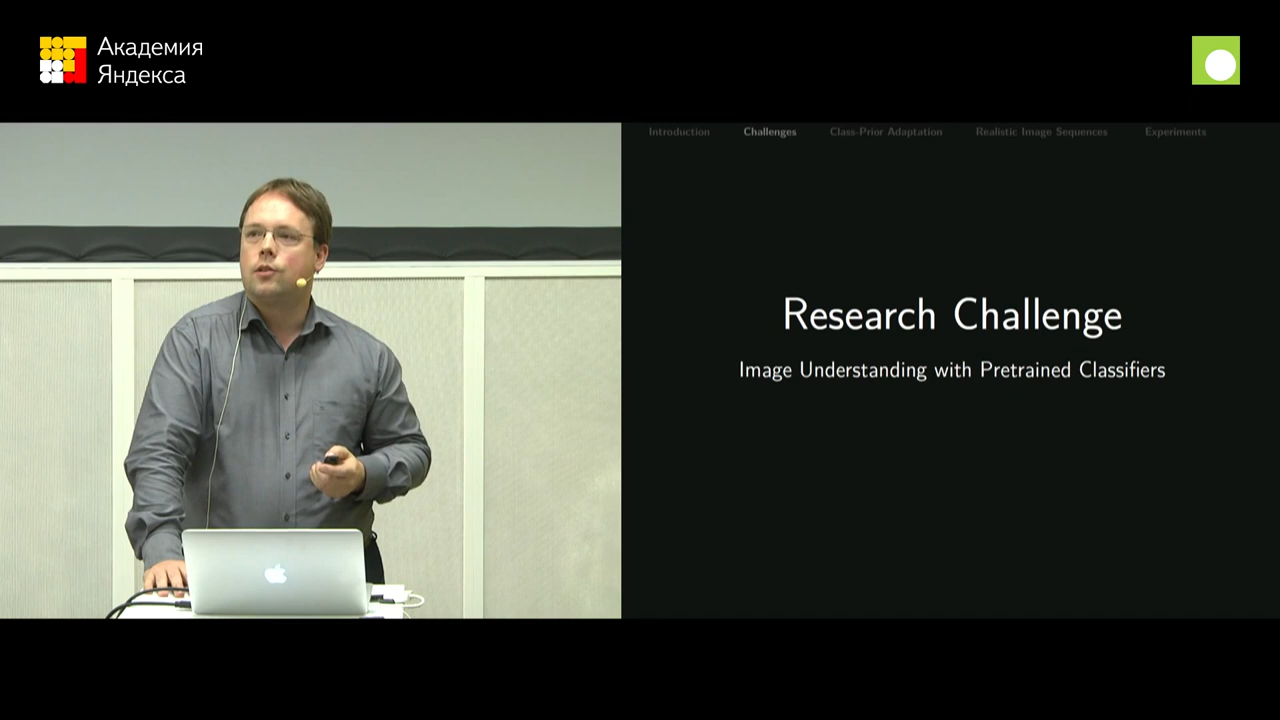 Академия
Яндекса
Introduction Challenges Class-Prior Adaptation Realistic Image Sequences Experiments
Research Challenge
Image Understanding with Pretrained Classifiers